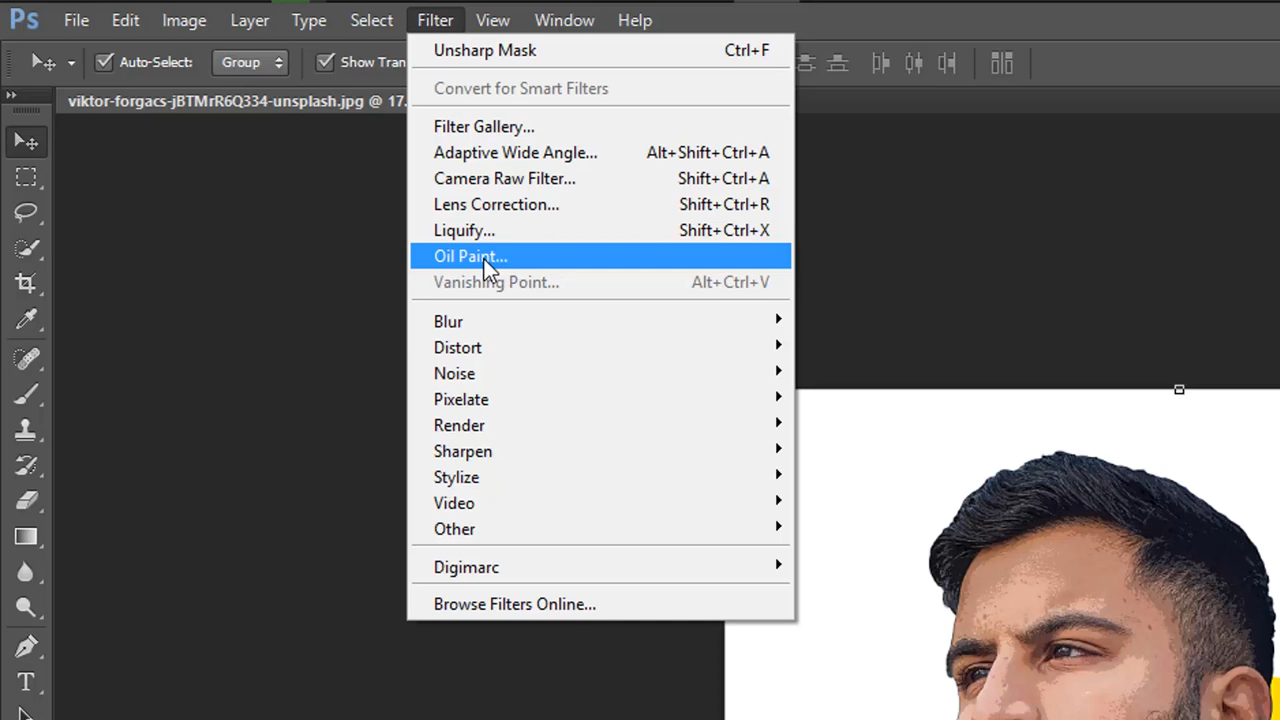 Ps File Edit Image Layer Type Select Filter View Window Help
Auto-Select: Group Show Tran
viktor-forgacs-jBTMrR6Q334-unsplash.jpg @ 17.
Unsharp Mask Ctrl+F
Convert for Smart Filters
Filter Gallery...
Adaptive Wide Angle... Alt+Shift+Ctrl+A
Camera Raw Filter... Shift+Ctrl+A
Lens Correction... Shift+Ctrl+R
Liquify... Shift+Ctrl+X
Oil Paint...
Vanishing Point... Alt+Ctrl+V
Blur
Distort
Noise
Pixelate
Render
Sharpen
Stylize
Video
Other
Digimarc
Browse Filters Online...
T